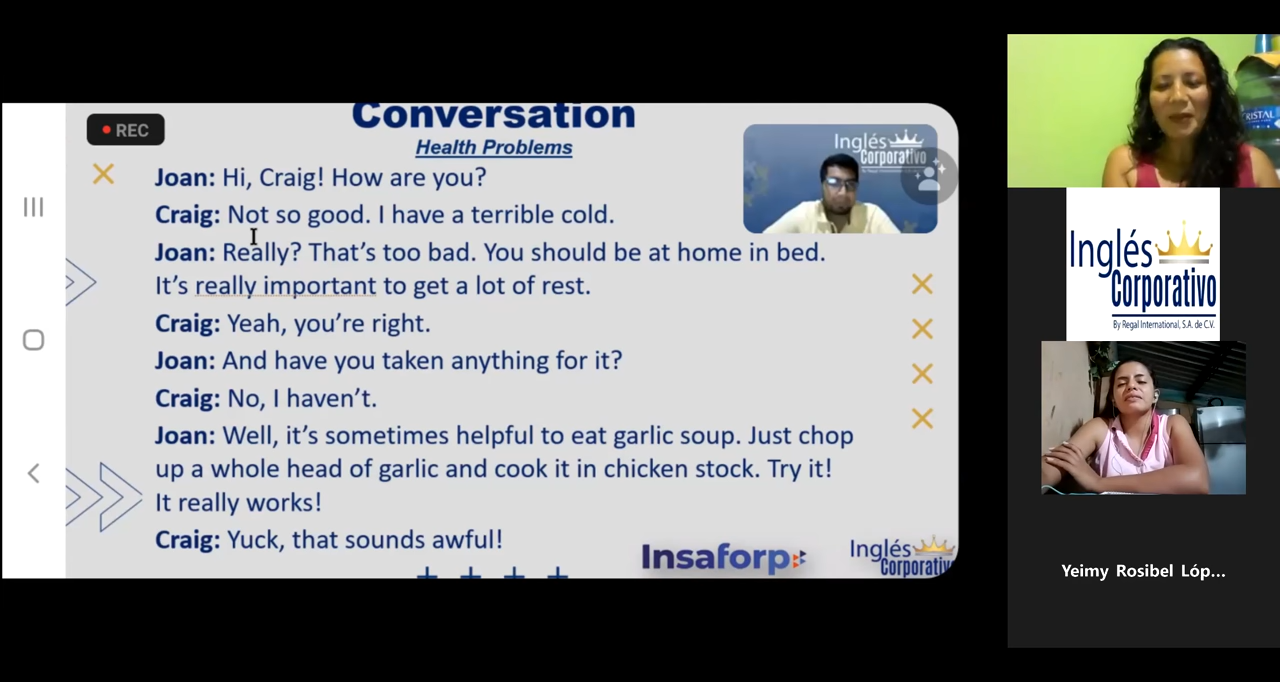 Conversation
REC
Health Problems
Joan: Hi, Craig! How are you?
Craig: Not so good. I have a terrible cold.
Joan: Really? That's too bad. You should be at home in bed.
It's really important to get a lot of rest.
Craig: Yeah, you're right.
Joan: And have you taken anything for it?
Craig: No, I haven't.
Joan: Well, it's sometimes helpful to eat garlic soup. Just chop
up a whole head of garlic and cook it in chicken stock. Try it!
It really works!
Craig: Yuck, that sounds awful!
Insaforp
Inglés
Corporativo
Inglés
Corporativo
CRISTAL
Inglés
Corporativo
By Regal International, S.A. de C.V.
Yeimy Rosibel Lóp...